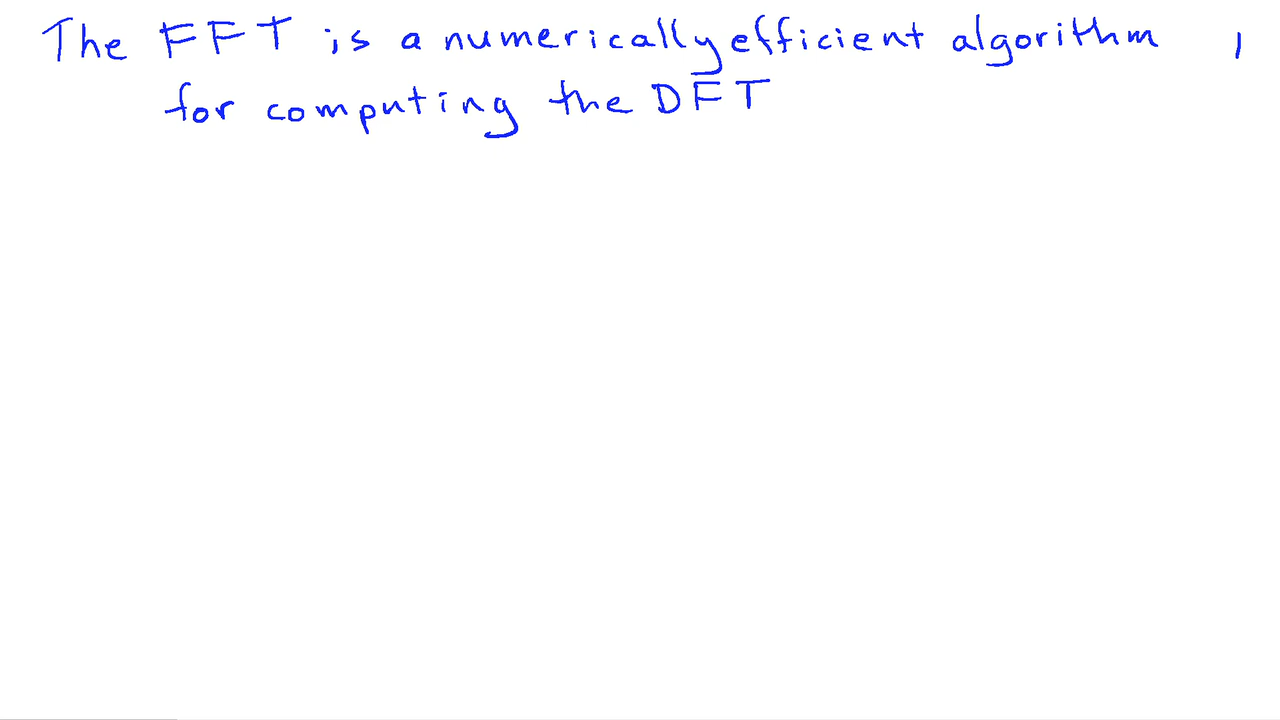 The FFT is a numerically efficient algorithm
for computing the DFT